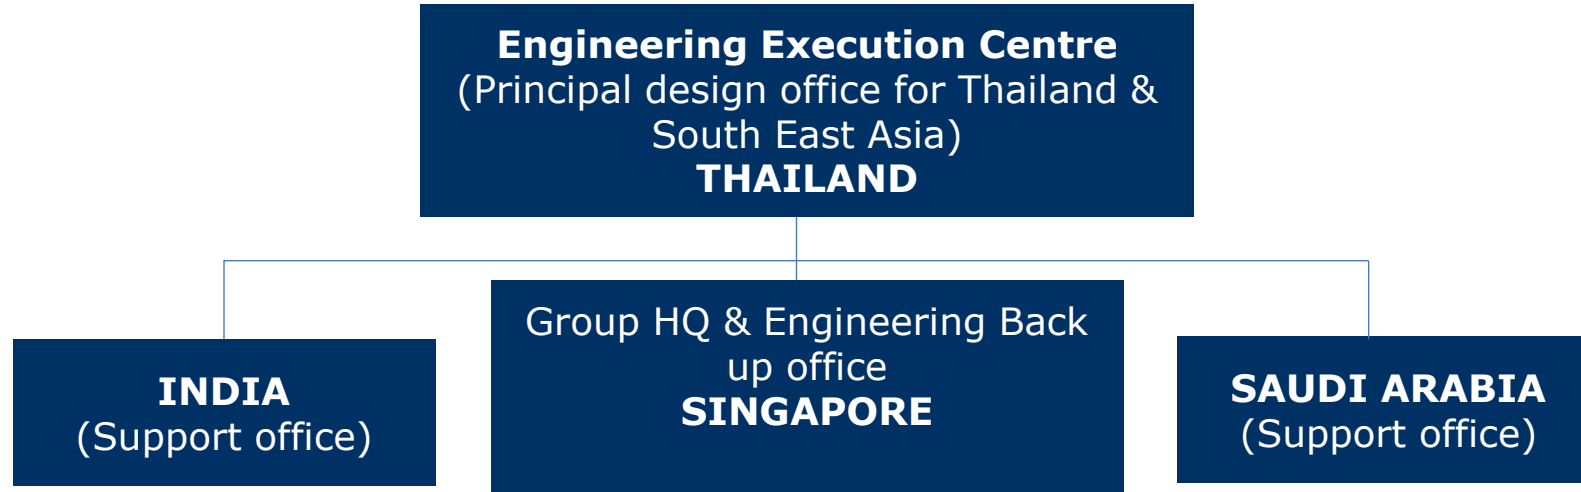 Engineering Execution Centre
(Principal design office for Thailand &
South East Asia)
THAILAND
INDIA
(Support office)
Group HQ & Engineering Back
up office
SINGAPORE
SAUDI ARABIA
(Support office)